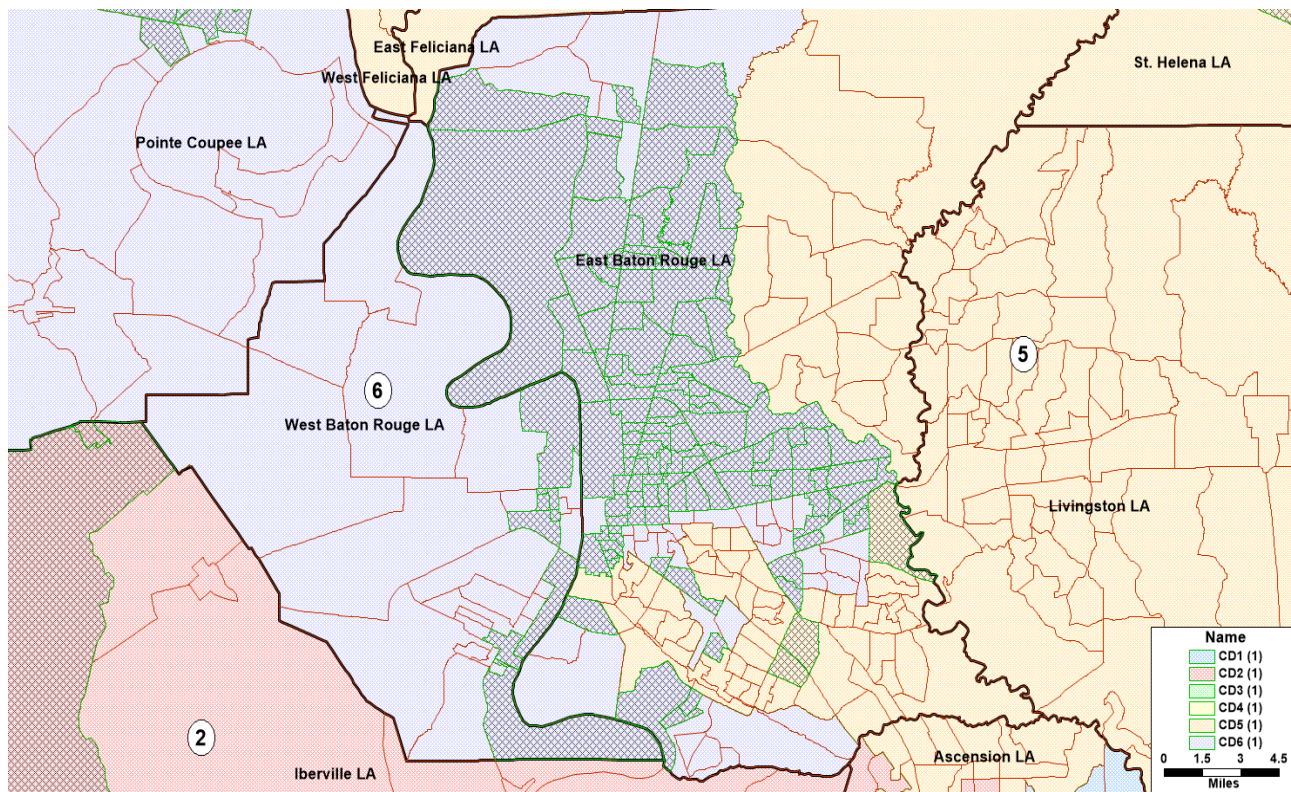 East Feliciana LA
West Feliciana LA
St. Helena LA
Pointe Coupee LA
East Baton Rouge LA
5
6
West Baton Rouge LA
Livingston LA
2
Iberville LA
Ascension LA
Name
CD1 (1)
CD2 (1)
CD3 (1)
CD4 (1)
CD5 (1)
CD6 (1)
0 1.5 3 4.5
Miles